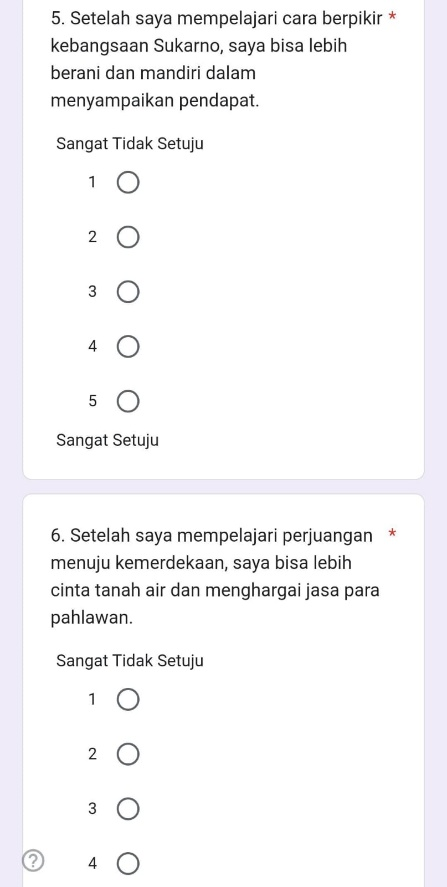 5. Setelah saya mempelajari cara berpikir *
kebangsaan Sukarno, saya bisa lebih
berani dan mandiri dalam
menyampaikan pendapat.
Sangat Tidak Setuju
1
2
3
4
5
Sangat Setuju
6. Setelah saya mempelajari perjuangan *
menuju kemerdekaan, saya bisa lebih
cinta tanah air dan menghargai jasa para
pahlawan.
Sangat Tidak Setuju
1
2
3
? 4